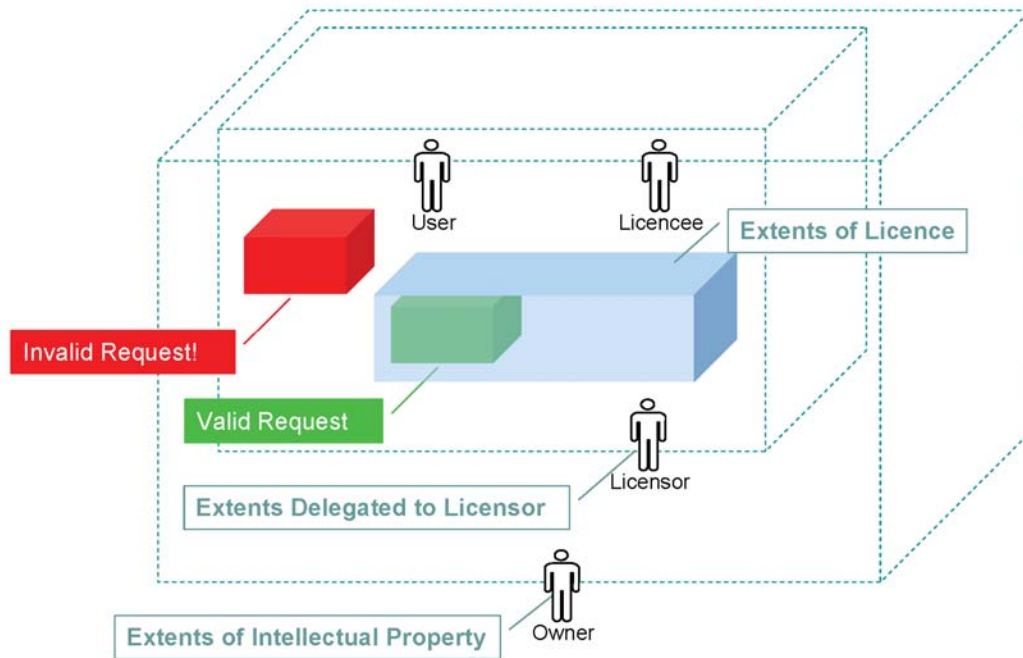 User
Licencee
Extents of Licence
Invalid Request!
Valid Request
Licensor
Extents Delegated to Licensor
Extents of Intellectual Property
Owner